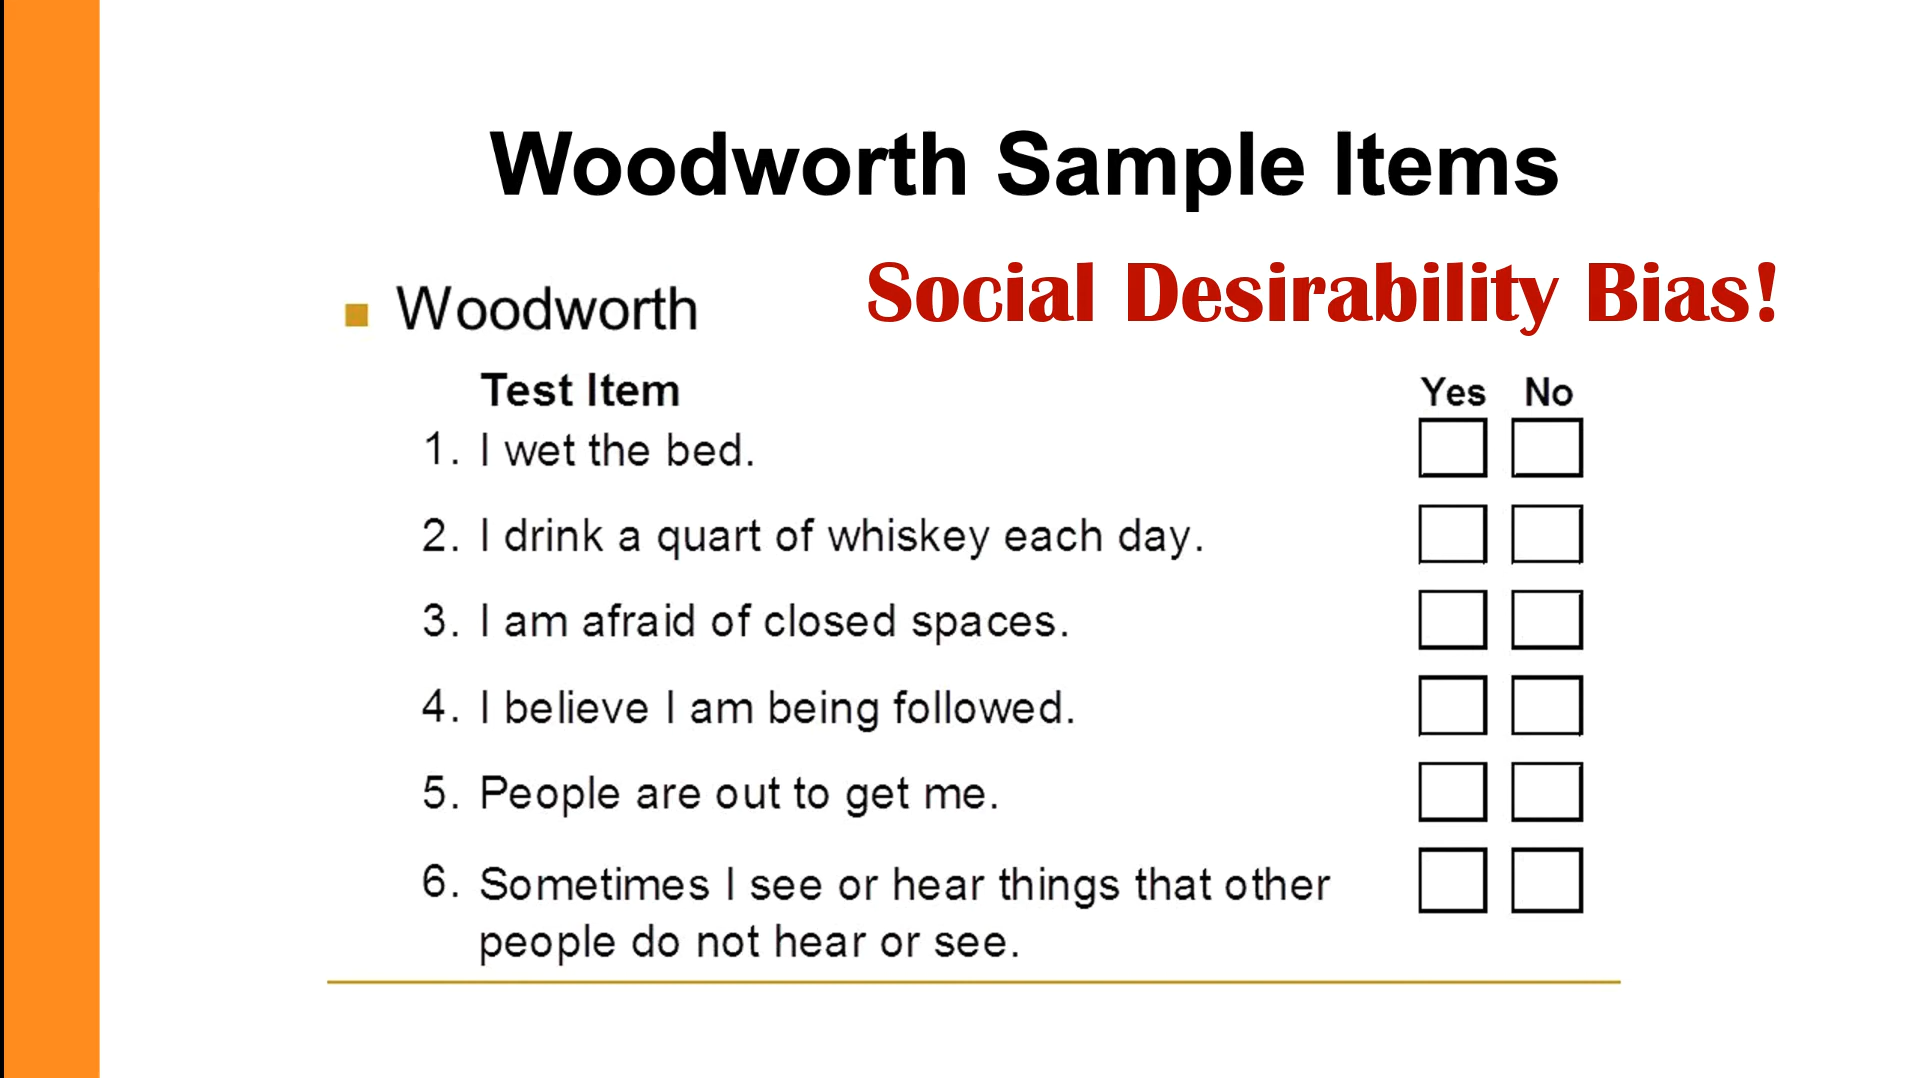 Woodworth Sample Items
Social Desirability Bias!
Woodworth
Test Item Yes No
1. I wet the bed.
2. I drink a quart of whiskey each day.
3. I am afraid of closed spaces.
4. I believe I am being followed.
5. People are out to get me.
6. Sometimes I see or hear things that other
people do not hear or see.